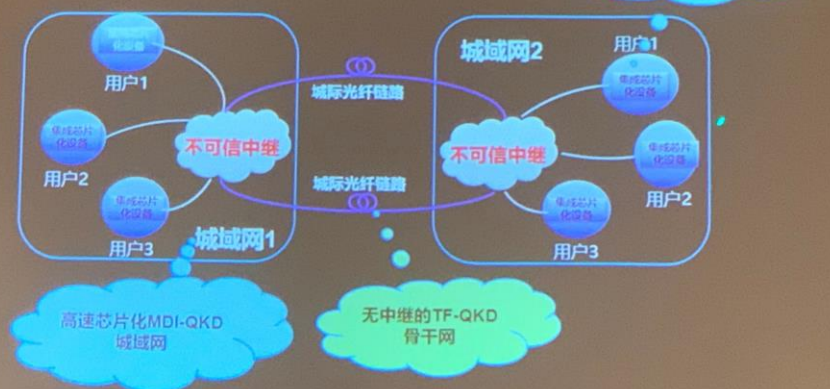 集成芯片
化设备
用户1
集成芯片
化设备
用户2
集成芯片
化设备
用户3
不可信中继
城域网1
城际光纤链路
城际光纤链路
城域网2
用户1
集成芯片
化设备
不可信中继
集成芯片
化设备
用户2
集成芯片
化设备
用户3
高速芯片化MDI-QKD
城域网
无中继的TF-QKD
骨干网